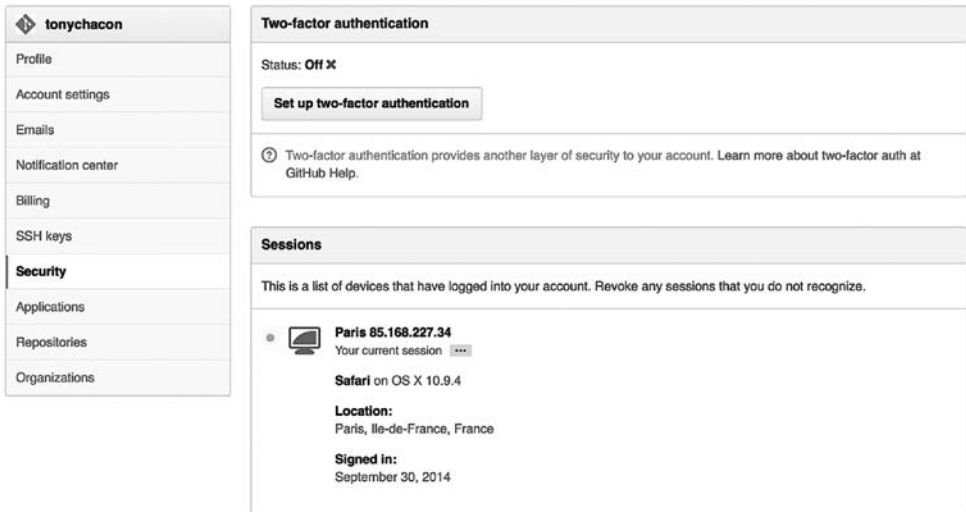 tonychacon
Profile
Account settings
Emails
Notification center
Billing
SSH keys
Security
Applications
Repositories
Organizations
Two-factor authentication
Status: Off ✖
Set up two-factor authentication
Two-factor authentication provides another layer of security to your account. Learn more about two-factor auth at
GitHub Help.
Sessions
This is a list of devices that have logged into your account. Revoke any sessions that you do not recognize.
Paris 85.168.227.34
Your current session ...
Safari on OS X 10.9.4
Location:
Paris, Ile-de-France, France
Signed in:
September 30, 2014